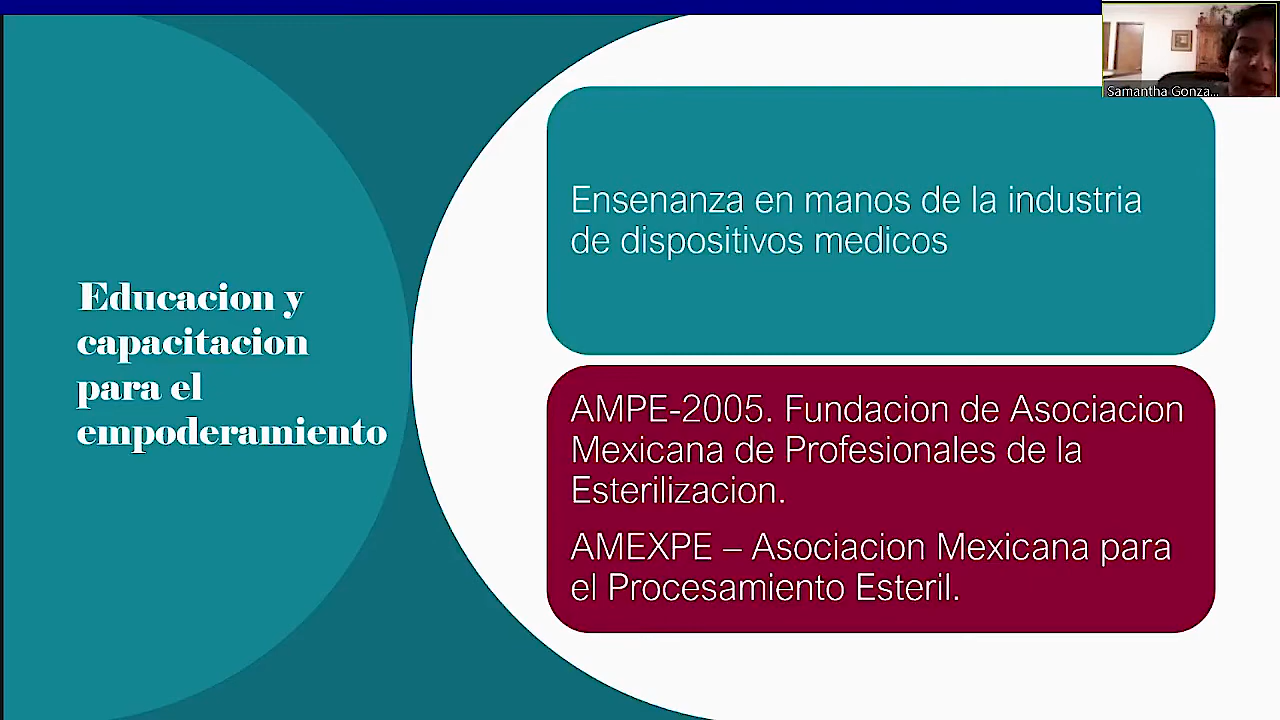 Samantha Gonza...
Educacion y
capacitacion
para el
empoderamiento
Ensenanza en manos de la industria
de dispositivos medicos
AMPE-2005. Fundacion de Asociacion
Mexicana de Profesionales de la
Esterilizacion.
AMEXPE – Asociacion Mexicana para
el Procesamiento Esteril.